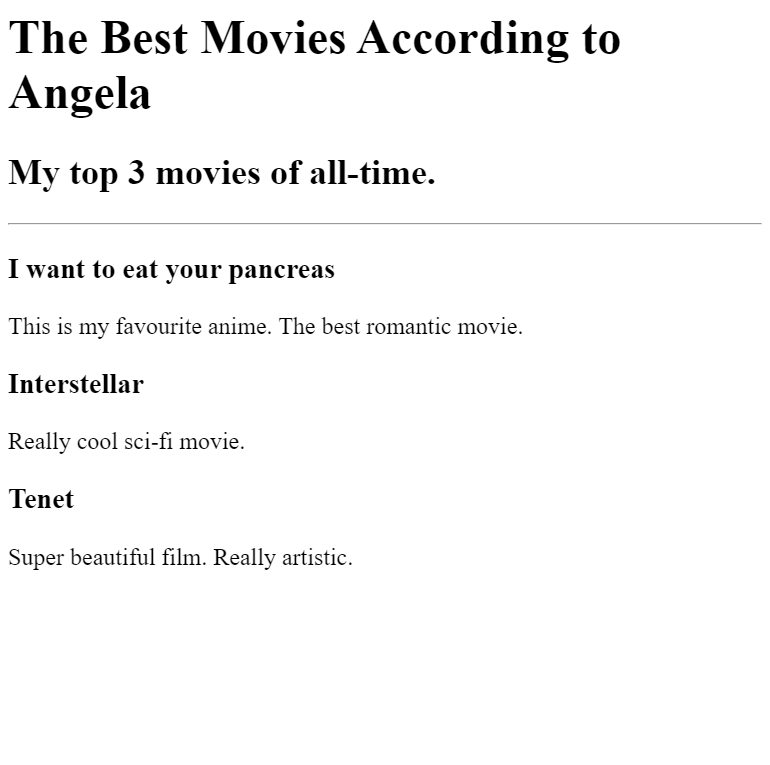 The Best Movies According to
Angela
My top 3 movies of all-time.
I want to eat your pancreas
This is my favourite anime. The best romantic movie.
Interstellar
Really cool sci-fi movie.
Tenet
Super beautiful film. Really artistic.